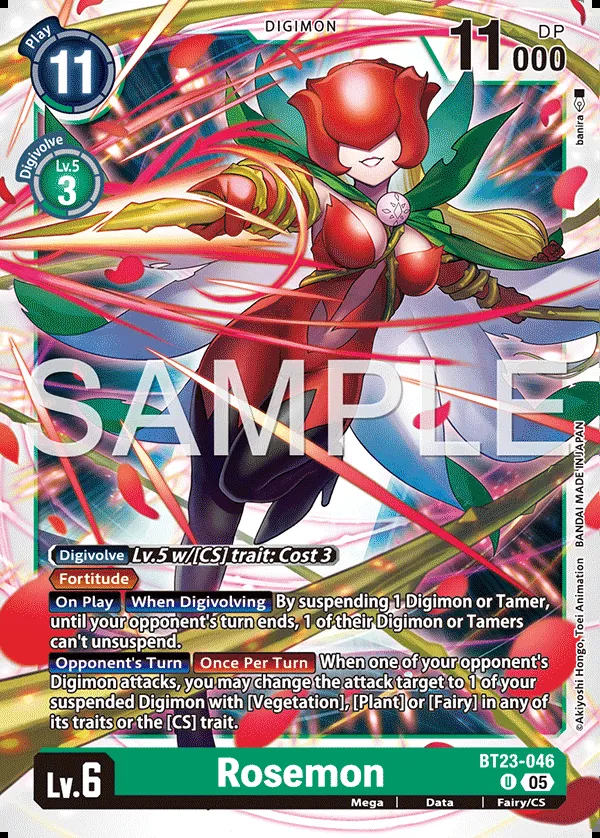 Play
11
DIGIMON
DP
11000
Digivolve
Lv.5
3
banira
SAMPLE
Digivolve Lv.5 w/[CS] trait: Cost 3
Fortitude
On Play When Digivolving By suspending 1 Digimon or Tamer,
until your opponent's turn ends, 1 of their Digimon or Tamers
can't unsuspend.
Opponent's Turn Once Per Turn When one of your opponent's
Digimon attacks, you may change the attack target to 1 of your
suspended Digimon with [Vegetation], [Plant] or [Fairy] in any of
its traits or the [CS] trait.
©Akiyoshi Hongo, Toei Animation BANDAI MADE IN JAPAN
Lv.6
Rosemon
BT23-046
U 05
Mega | Data | Fairy/CS